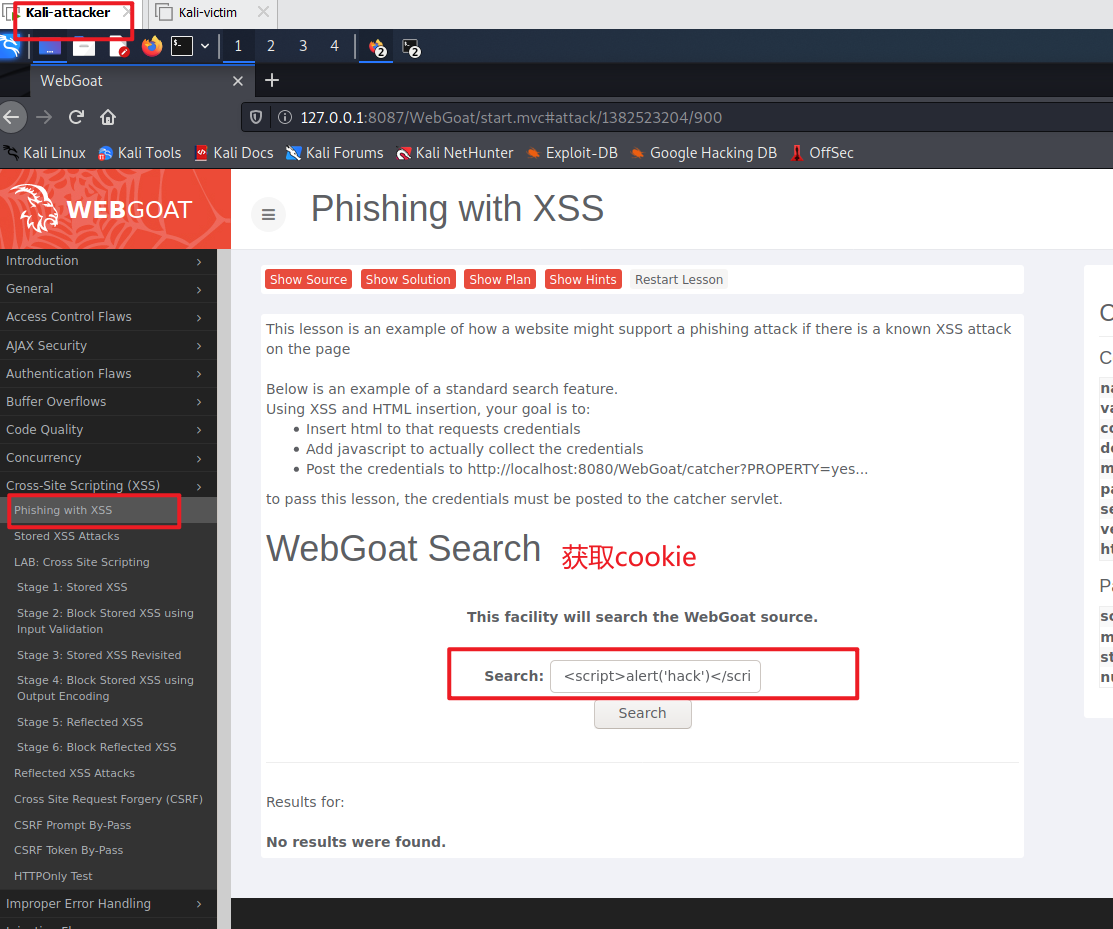 Kali-attacker
Kali-victim
1 2 3 4
2
2
WebGoat
127.0.0.1:8087/WebGoat/start.mvc#attack/1382523204/900
Kali Linux
Kali Tools
Kali Docs
Kali Forums
Kali NetHunter
Exploit-DB
Google Hacking DB
OffSec
WEBGOAT
Introduction
General
Access Control Flaws
AJAX Security
Authentication Flaws
Buffer Overflows
Code Quality
Concurrency
Cross-Site Scripting (XSS)
Phishing with XSS
Stored XSS Attacks
LAB: Cross Site Scripting
Stage 1: Stored XSS
Stage 2: Block Stored XSS using
Input Validation
Stage 3: Stored XSS Revisited
Stage 4: Block Stored XSS using
Output Encoding
Stage 5: Reflected XSS
Stage 6: Block Reflected XSS
Reflected XSS Attacks
Cross Site Request Forgery (CSRF)
CSRF Prompt By-Pass
CSRF Token By-Pass
HTTPOnly Test
Improper Error Handling
Phishing with XSS
Show Source
Show Solution
Show Plan
Show Hints
Restart Lesson
This lesson is an example of how a website might support a phishing attack if there is a known XSS attack
on the page
Below is an example of a standard search feature.
Using XSS and HTML insertion, your goal is to:
• Insert html to that requests credentials
• Add javascript to actually collect the credentials
• Post the credentials to http://localhost:8080/WebGoat/catcher?PROPERTY=yes...
to pass this lesson, the credentials must be posted to the catcher servlet.
WebGoat Search
获取cookie
This facility will search the WebGoat source.
Search: <script>alert('hack')</scri
Search
Results for:
No results were found.